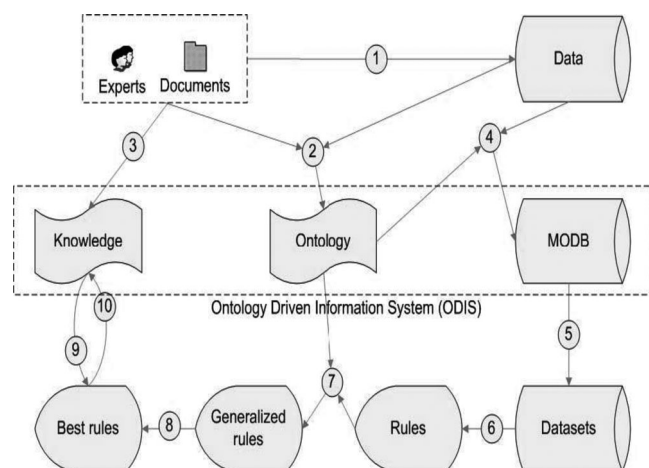 1
Data
Experts
Documents
3
2
4
Knowledge
Ontology
MODB
10
Ontology Driven Information System (ODIS)
5
9
7
Best rules
8
Generalized
rules
Rules
6
Datasets